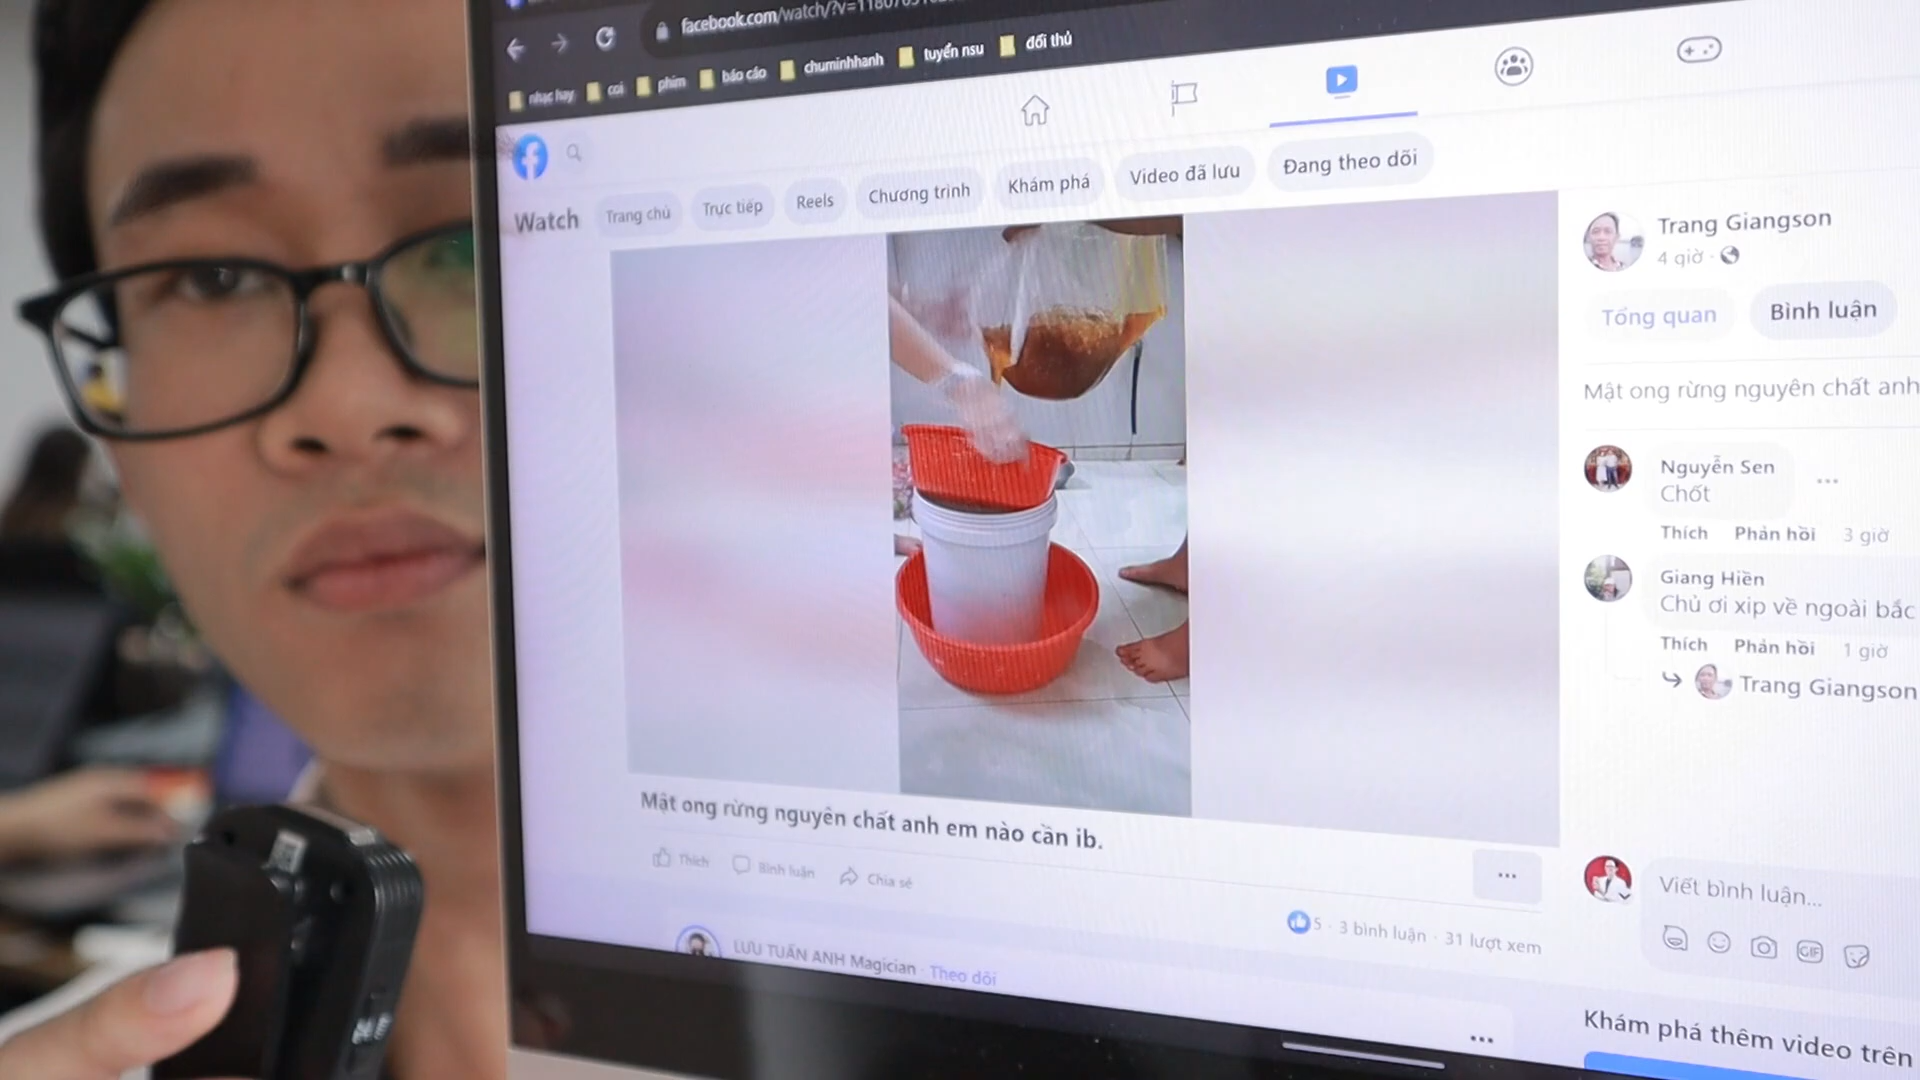 facebook.com/watch/?v=
nhạc hay
coi
phim
báo cáo
chuminhhanh
tuyển nsu
đối thủ
Watch
Trang chủ
Trực tiếp
Reels
Chương trình
Khám phá
Video đã lưu
Đang theo dõi
Mật ong rừng nguyên chất anh em nào cần ib.
Thích
Bình luận
Chia sẻ
5 · 3 bình luận · 31 lượt xem
LƯU TUẤN ANH Magician · Theo dõi
Trang Giangson
4 giờ ·
Tổng quan
Bình luận
Mật ong rừng nguyên chất anh
Nguyễn Sen
Chốt
Thích Phản hồi 3 giờ
Giang Hiền
Chủ ơi xip về ngoài bắc
Thích Phản hồi 1 giờ
Trang Giangson
Viết bình luận...
GIF
Khám phá thêm video trên